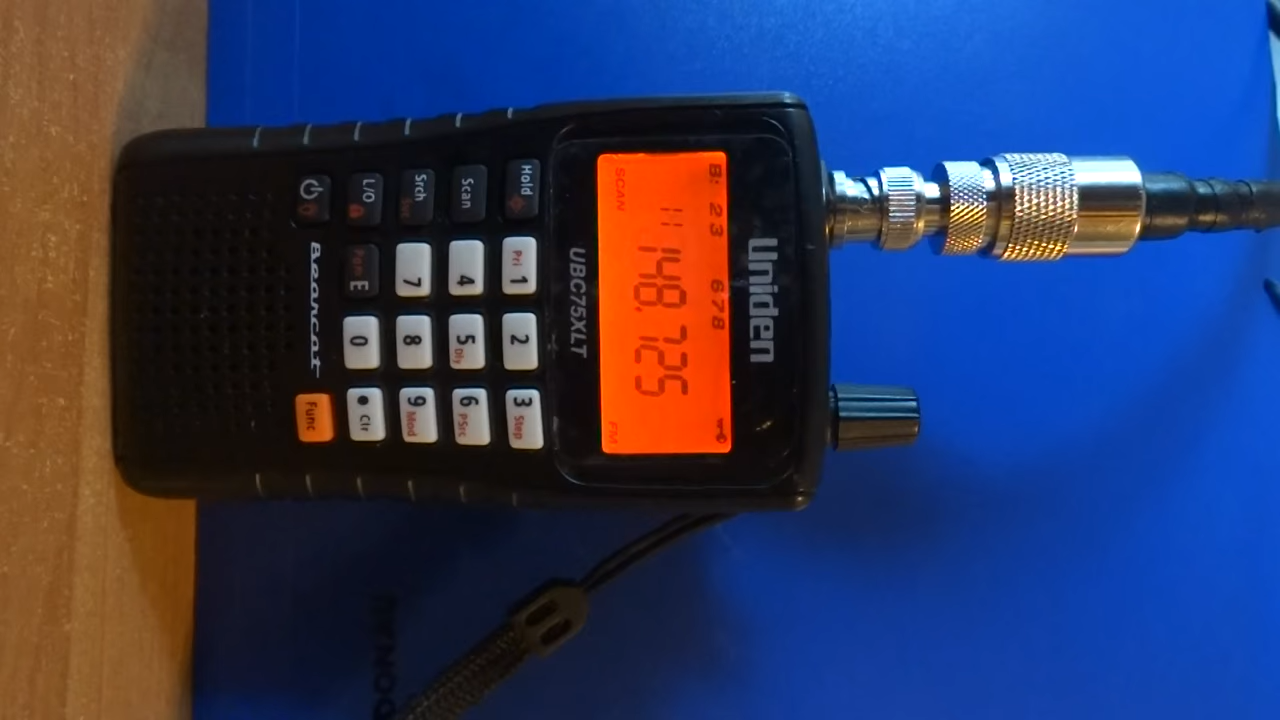 Uniden
B: 23 678
148.725
SCAN FM
UBC75XLT
Hold Pri 1 2 3 Step
Scan 4 5 Dly 6 PSrc
Srch 7 8 9 Mod
L/O E 0 • Clr
Bearcat Func